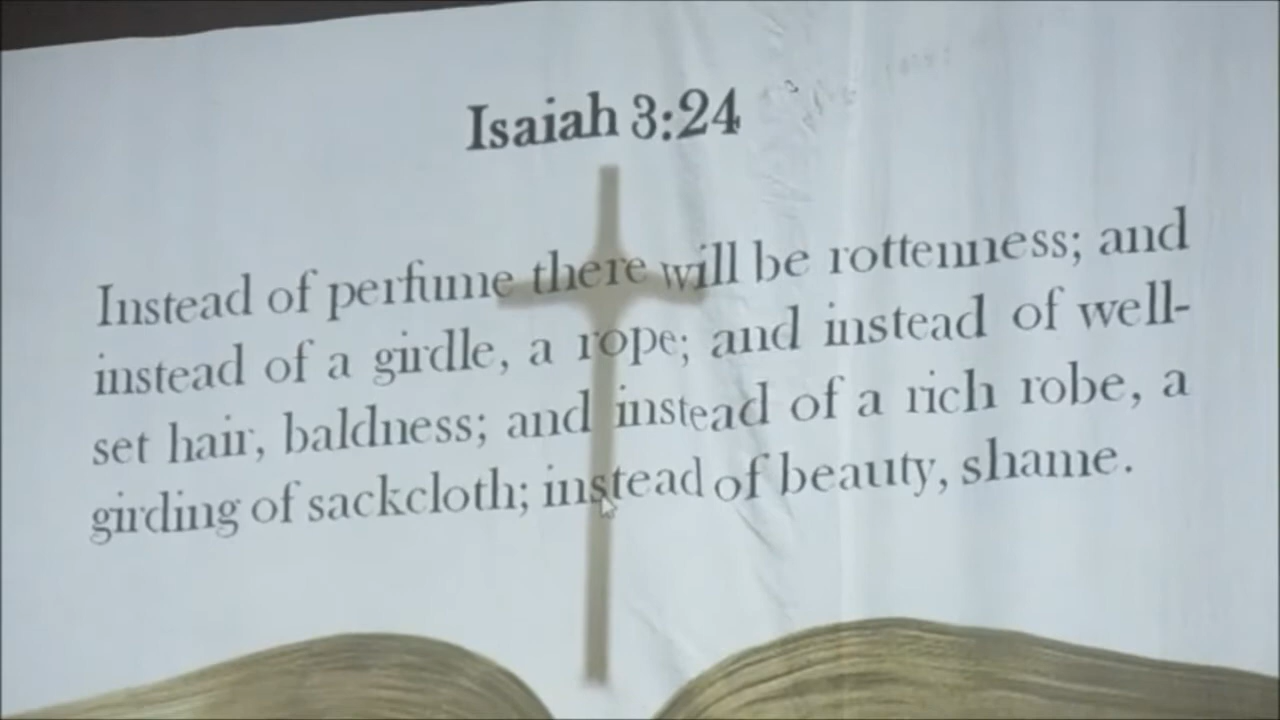 Isaiah 3:24
Instead of perfume there will be rottenness; and
instead of a girdle, a rope; and instead of well-
set hair, baldness; and instead of a rich robe, a
girding of sackcloth; instead of beauty, shame.